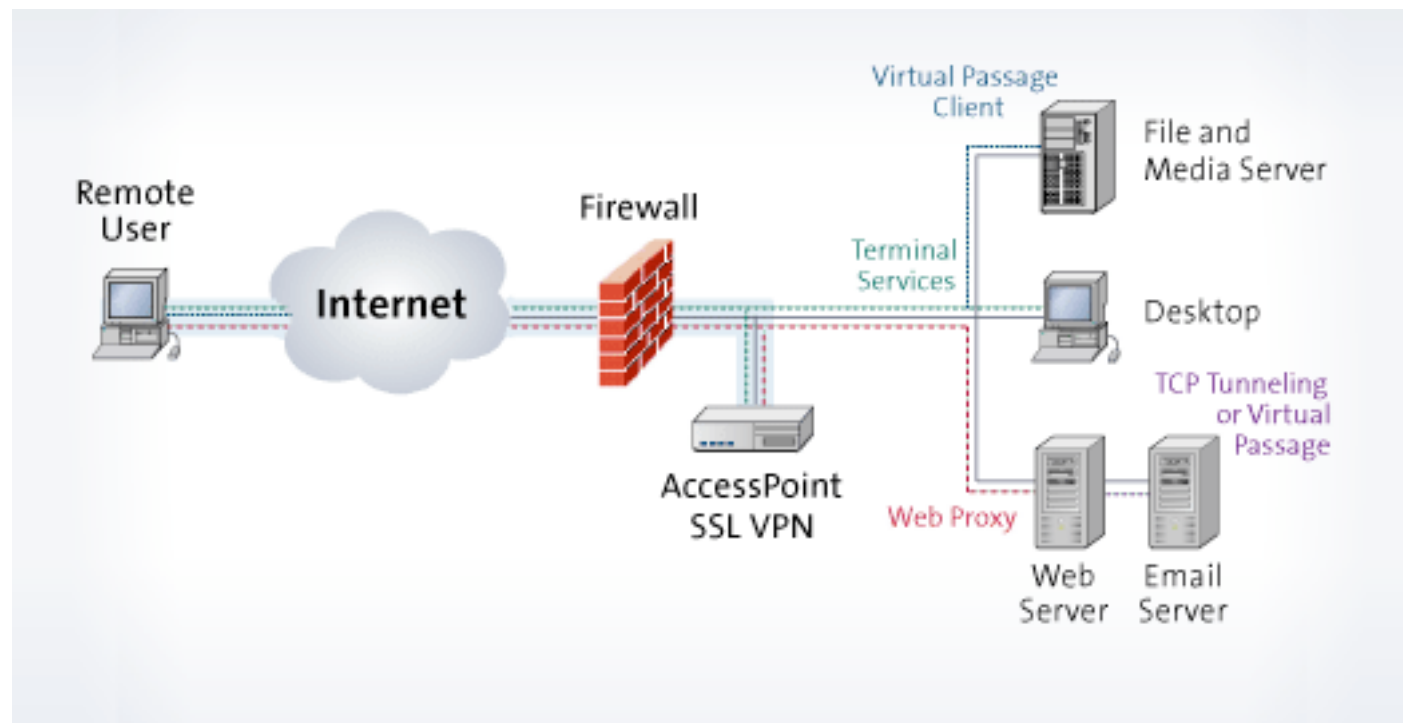 Virtual Passage
Client
File and
Media Server
Remote
User
Firewall
Internet
Terminal
Services
Desktop
TCP Tunneling
or Virtual
Passage
AccessPoint
SSL VPN
Web Proxy
Web
Server
Email
Server